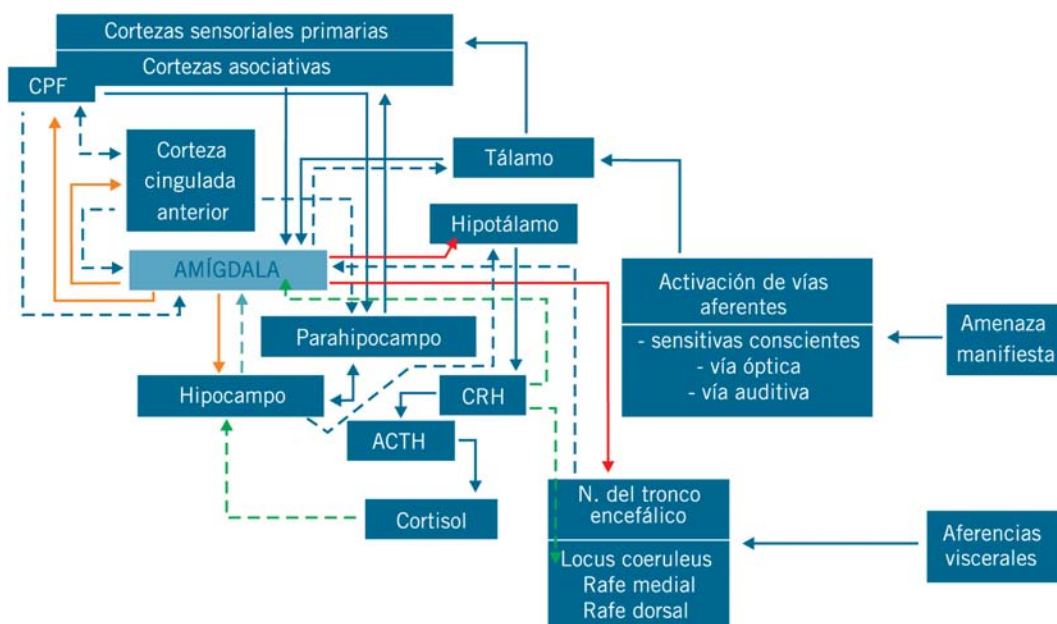 Cortezas sensoriales primarias
Cortezas asociativas
CPF
Corteza
cingulada
anterior
Tálamo
Hipotálamo
AMÍGDALA
Activación de vías
aferentes
- sensitivas conscientes
- vía óptica
- vía auditiva
Amenaza
manifiesta
Parahipocampo
Hipocampo
CRH
ACTH
Cortisol
N. del tronco
encefálico
Locus coeruleus
Rafe medial
Rafe dorsal
Aferencias
viscerales